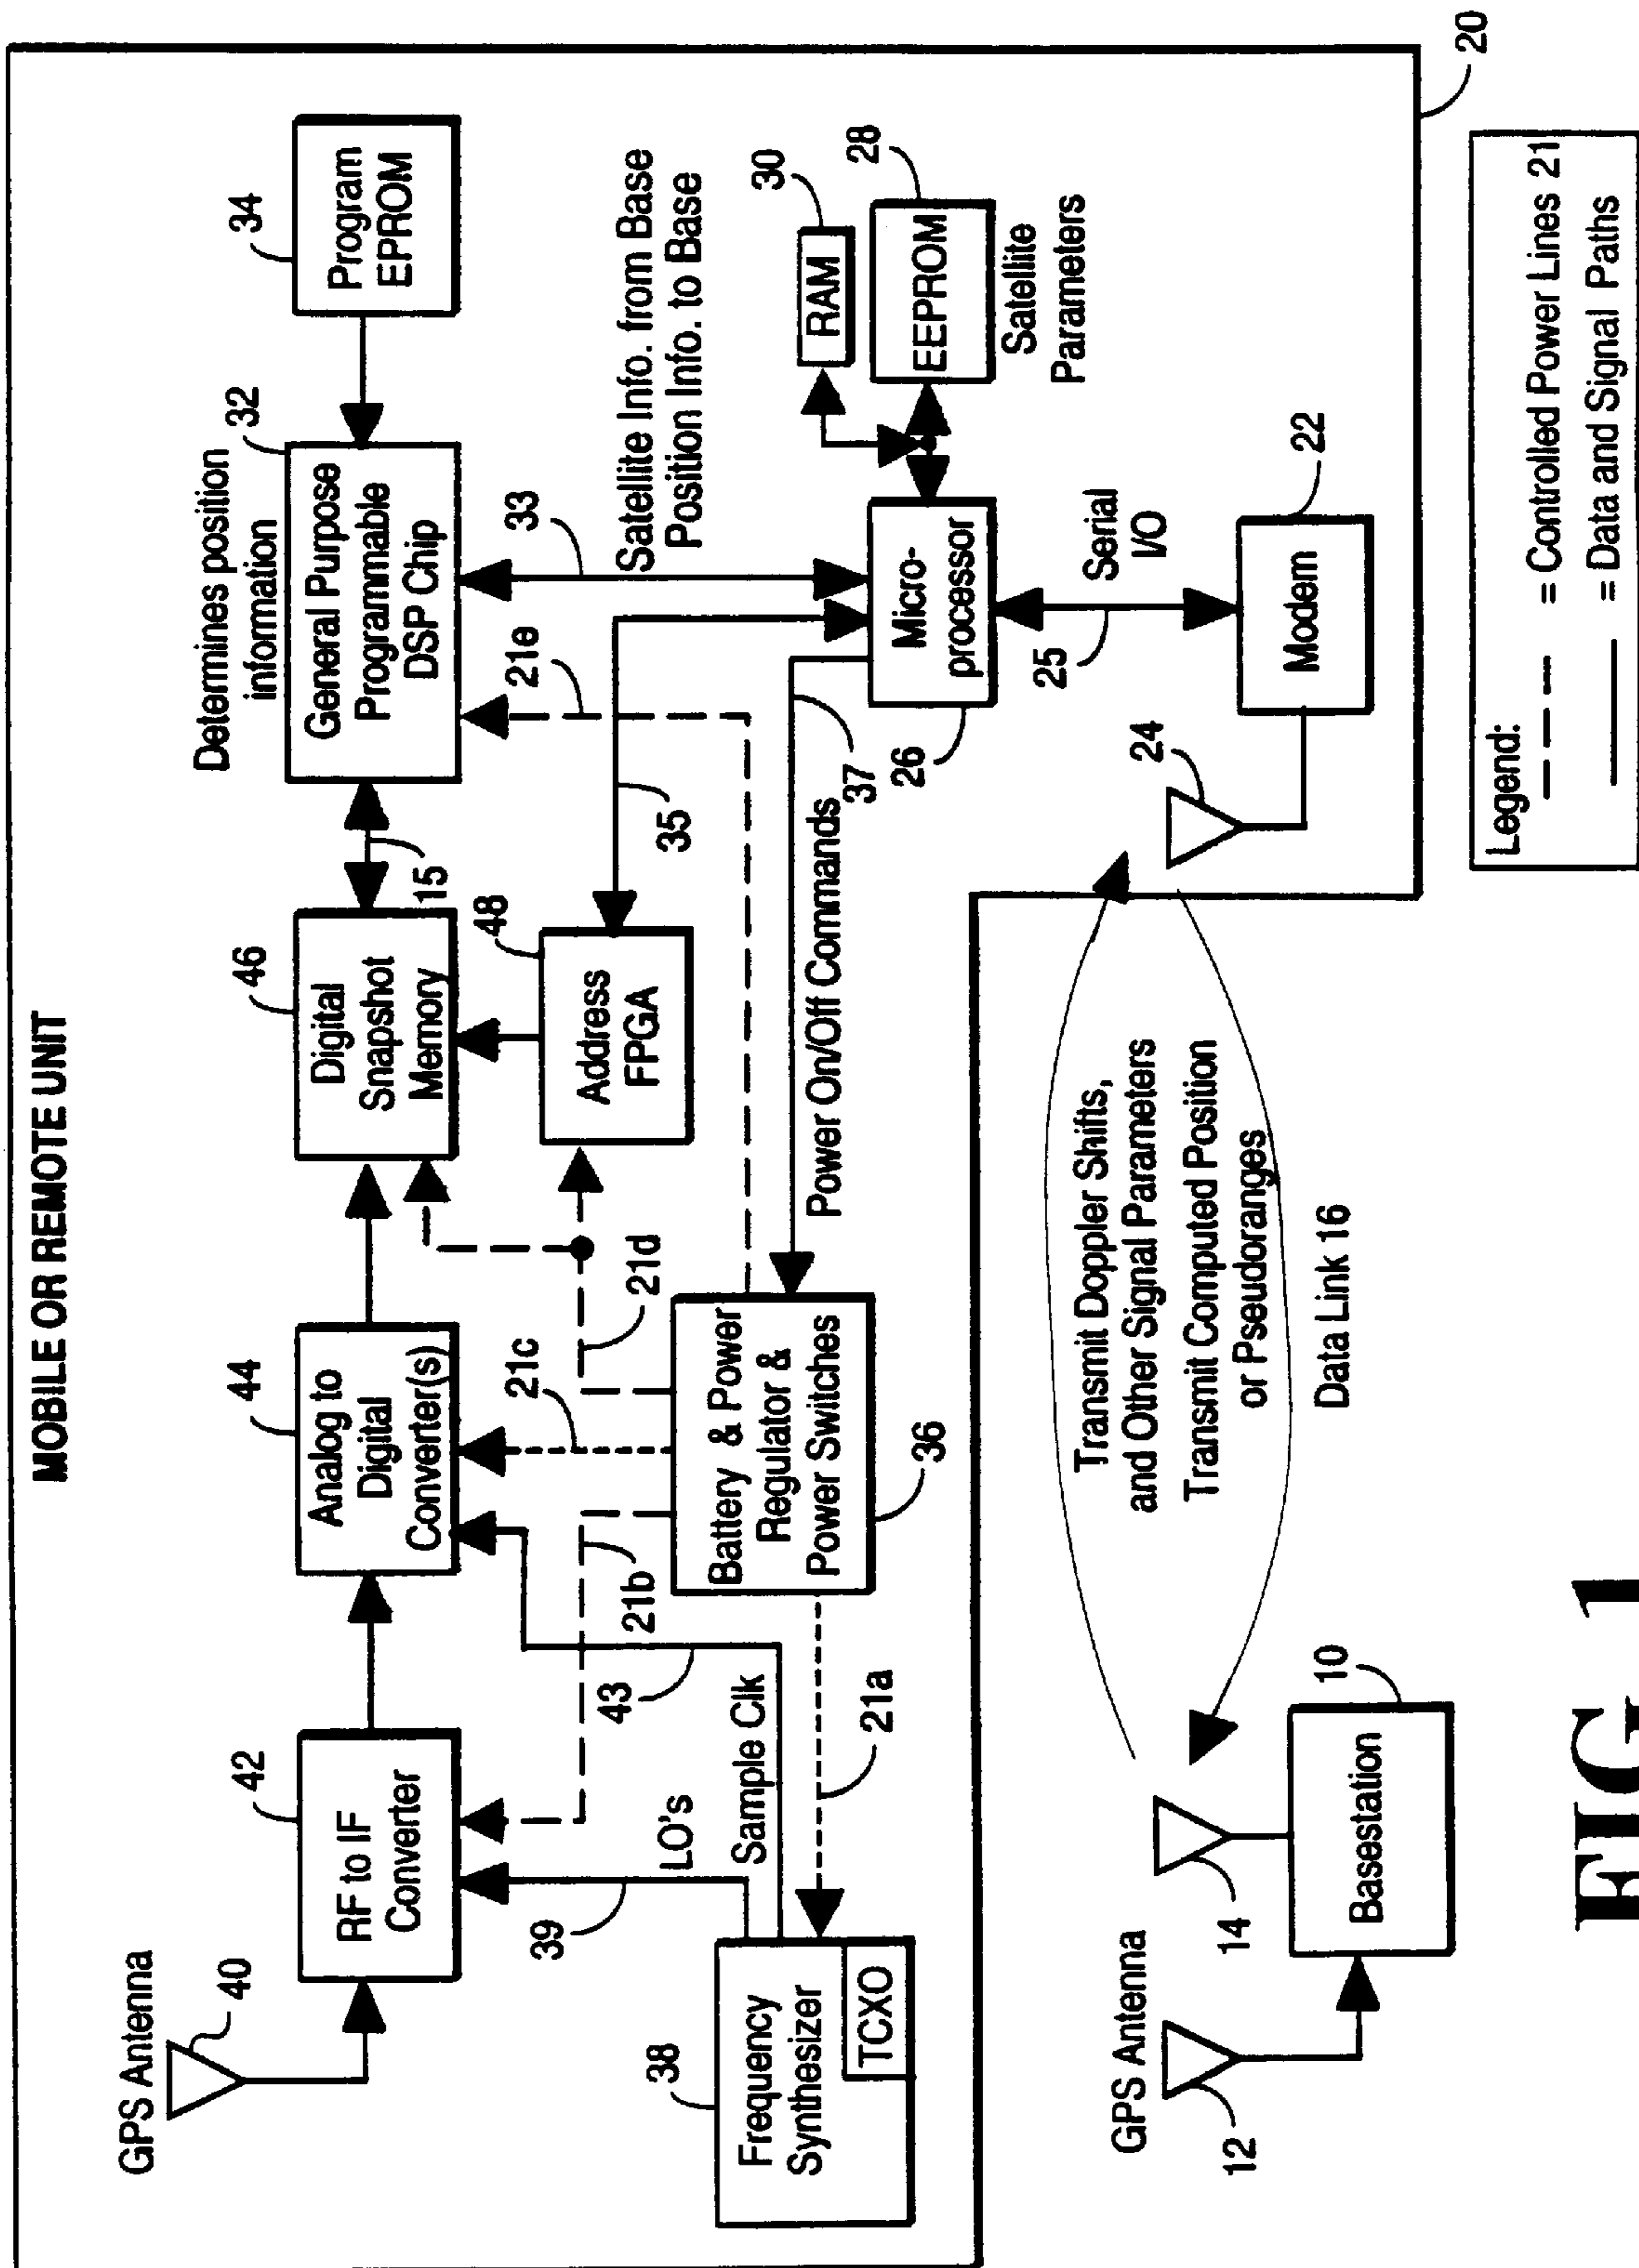 MOBILE OR REMOTE UNIT
GPS Antenna
40
42
RF to IF
Converter
44
Analog to
Digital
Converter(s)
46
Digital
Snapshot
Memory
15
Determines position
information
32
General Purpose
Programmable
DSP Chip
34
Program
EPROM
48
Address
FPGA
38
Frequency
Synthesizer
TCXO
39
LO's
Sample Clk
43
21a
21b
21c
21d
21e
Battery & Power
Regulator &
Power Switches
36
Power On/Off Commands
37
35
33
Satellite Info. from Base
Position Info. to Base
Micro-
processor
26
30
RAM
28
EEPROM
Satellite
Parameters
25
Serial
I/O
22
Modem
24
20
GPS Antenna
12
14
10
Basestation
Transmit Doppler Shifts,
and Other Signal Parameters
Transmit Computed Position
or Pseudoranges
Data Link 16
Legend:
= Controlled Power Lines 21
= Data and Signal Paths
FIG 1